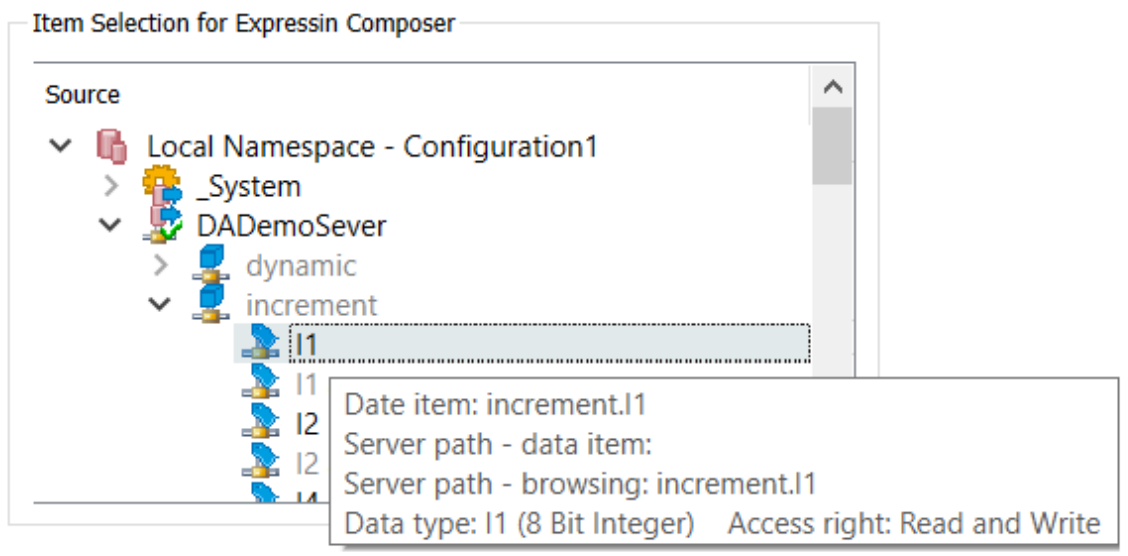 Item Selection for Expressin Composer
Source
Local Namespace - Configuration1
_System
DADemoSever
dynamic
increment
I1
I1
I2
I2
I4
Date item: increment.I1
Server path - data item:
Server path - browsing: increment.I1
Data type: I1 (8 Bit Integer) Access right: Read and Write